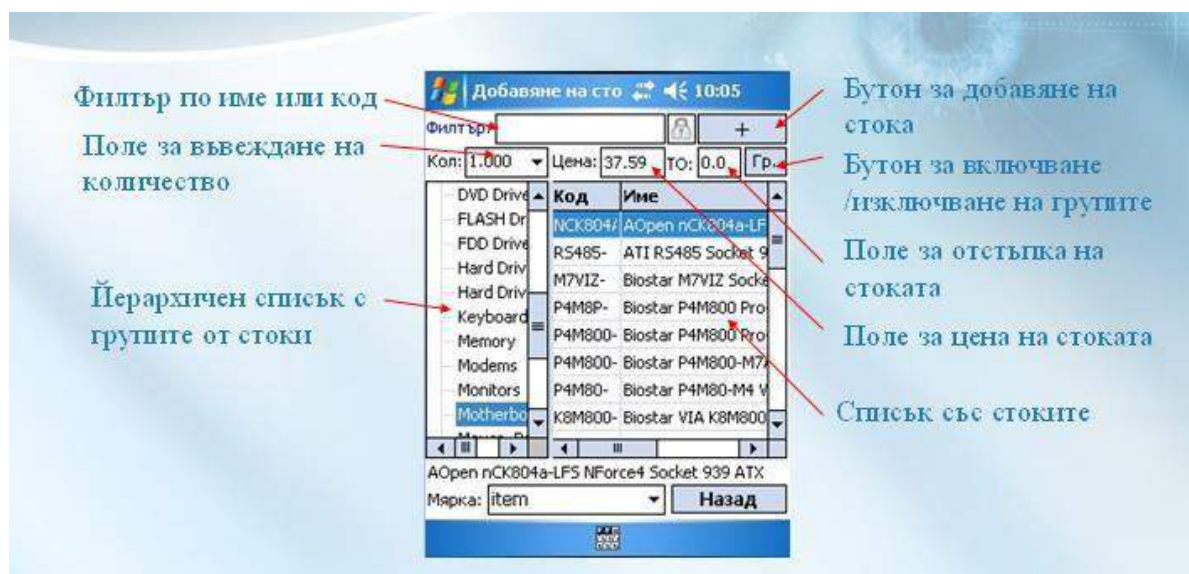 Филтър по име или код
Поле за въвеждане на
количество
Йерархичен списък с
групите от стоки
Добавяне на сто 10:05
Филтър:
+
Кол: 1.000 Цена: 37.59 ТО: 0.0 Гр.
DVD Drive
FLASH Dr
FDD Drive
Hard Driv
Hard Driv
Keyboard
Memory
Modems
Monitors
Motherbo
Код Име
NCK804A AOpen nCK804a-LF
RS485- ATI RS485 Socket 9
M7VIZ- Biostar M7VIZ Socke
P4M8P- Biostar P4M800 Pro
P4M800- Biostar P4M800 Pro
P4M800- Biostar P4M800-M7
P4M80- Biostar P4M80-M4 V
K8M800- Biostar VIA K8M800
AOpen nCK804a-LFS NForce4 Socket 939 ATX
Мярка: item Назад
Бутон за добавяне на
стока
Бутон за включване
/изключване на групите
Поле за отстъпка на
стоката
Поле за цена на стоката
Списък със стоките